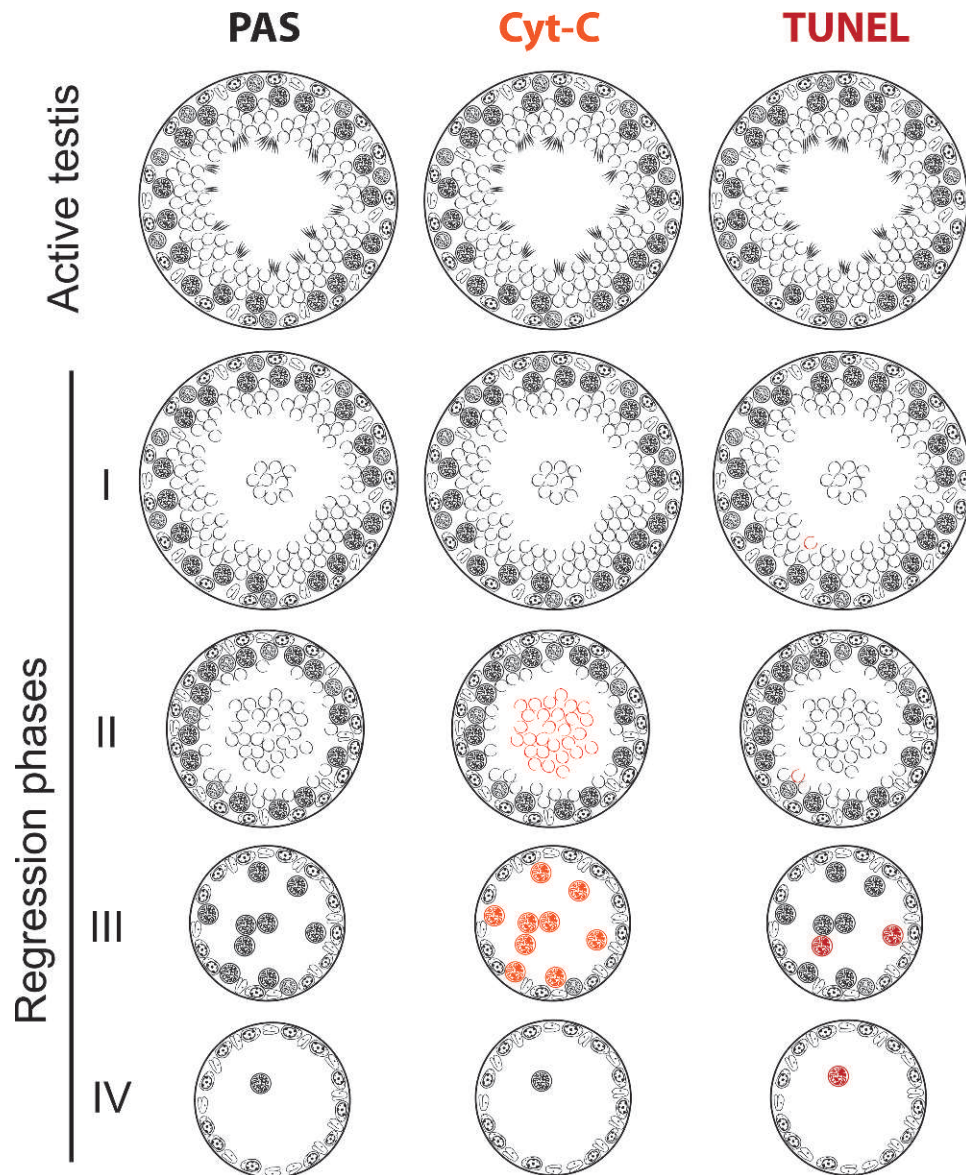 PAS Cyt-C TUNEL
Active testis
Regression phases
I
II
III
IV